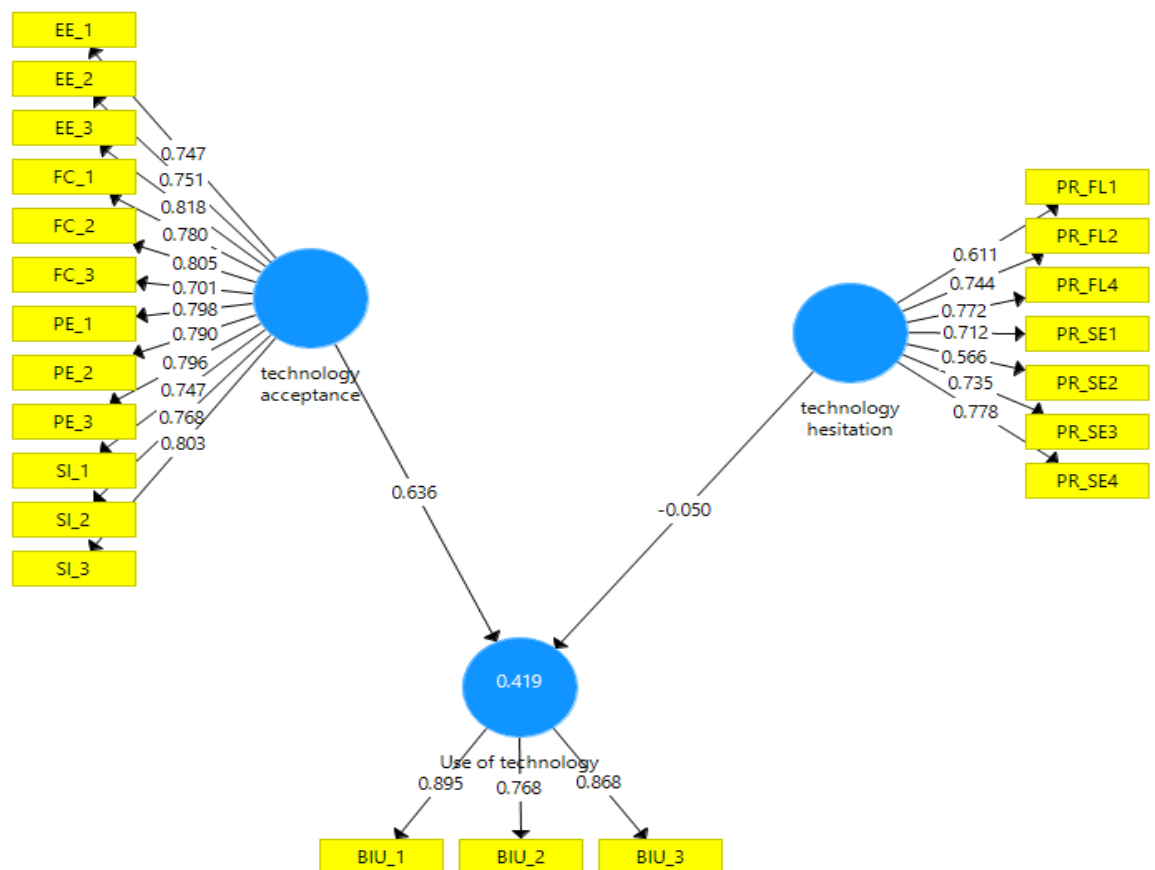 EE_1
EE_2
EE_3
FC_1
FC_2
FC_3
PE_1
PE_2
PE_3
SI_1
SI_2
SI_3
0.747
0.751
0.818
0.780
0.805
0.701
0.798
0.790
0.796
0.747
0.768
0.803
technology
acceptance
0.636
PR_FL1
PR_FL2
PR_FL4
PR_SE1
PR_SE2
PR_SE3
PR_SE4
0.611
0.744
0.772
0.712
0.566
0.735
0.778
technology
hesitation
-0.050
0.419
Use of technology
0.895
0.768
0.868
BIU_1
BIU_2
BIU_3